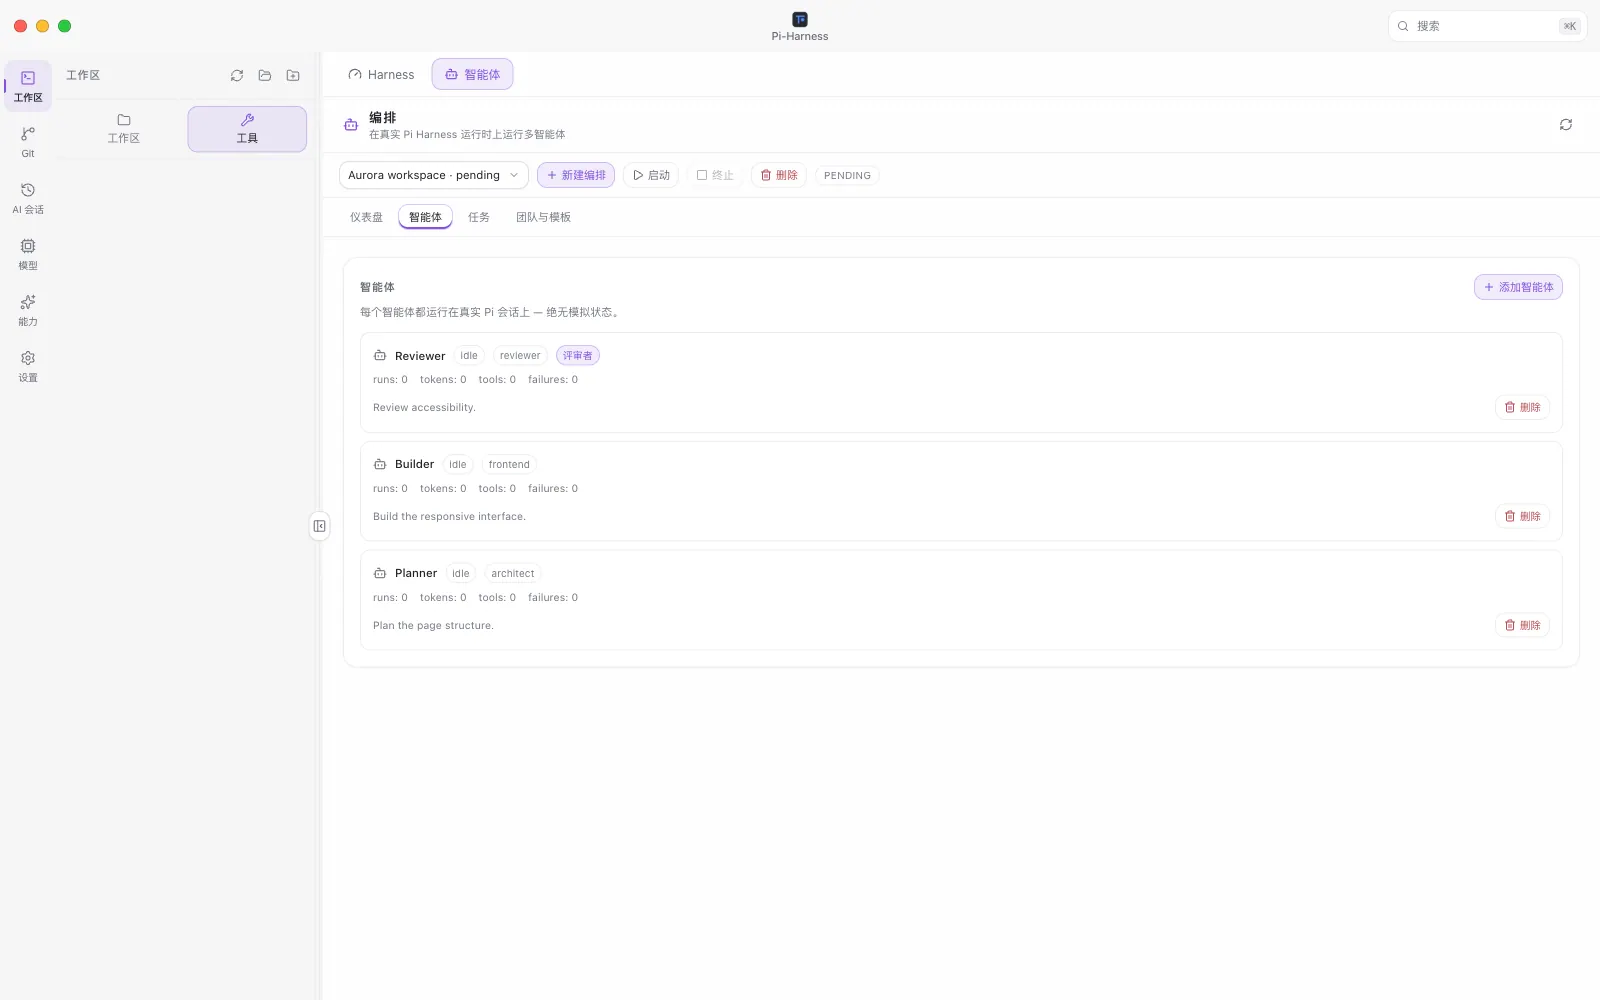 Pi-Harness
搜索 ⌘K
工作区
Git
AI 会话
模型
能力
设置
工作区
工作区
工具
Harness
智能体
编排
在真实 Pi Harness 运行时上运行多智能体
Aurora workspace · pending
新建编排
启动
终止
删除
PENDING
仪表盘
智能体
任务
团队与模板
智能体
添加智能体
每个智能体都运行在真实 Pi 会话上 — 绝无模拟状态。
Reviewer idle reviewer 评审者
runs: 0 tokens: 0 tools: 0 failures: 0
Review accessibility.
删除
Builder idle frontend
runs: 0 tokens: 0 tools: 0 failures: 0
Build the responsive interface.
删除
Planner idle architect
runs: 0 tokens: 0 tools: 0 failures: 0
Plan the page structure.
删除